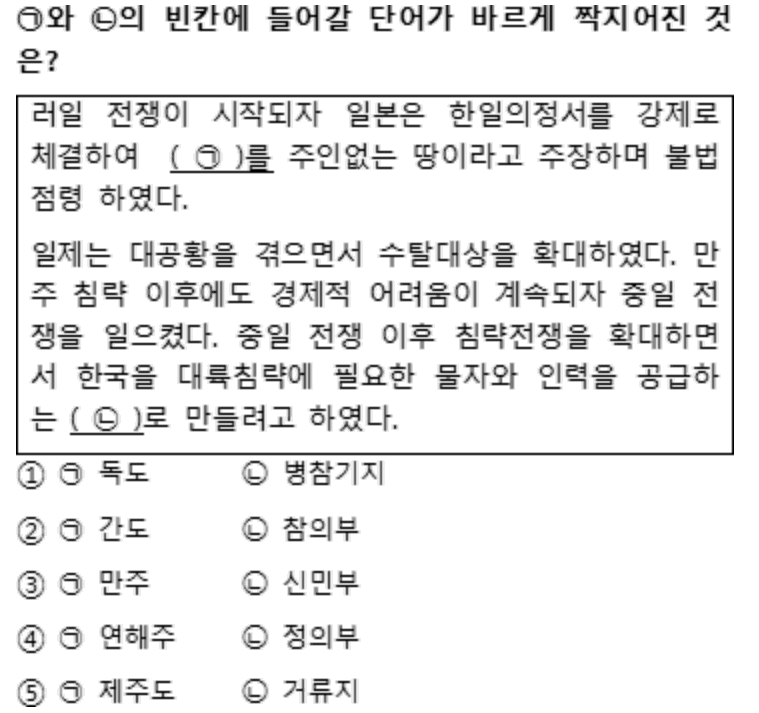 ㉠와 ㉡의 빈칸에 들어갈 단어가 바르게 짝지어진 것
은?
러일 전쟁이 시작되자 일본은 한일의정서를 강제로
체결하여 ( ㉠ )를 주인없는 땅이라고 주장하며 불법
점령 하였다.
일제는 대공황을 겪으면서 수탈대상을 확대하였다. 만
주 침략 이후에도 경제적 어려움이 계속되자 중일 전
쟁을 일으켰다. 중일 전쟁 이후 침략전쟁을 확대하면
서 한국을 대륙침략에 필요한 물자와 인력을 공급하
는 ( ㉡ )로 만들려고 하였다.
① ㉠ 독도 ㉡ 병참기지
② ㉠ 간도 ㉡ 참의부
③ ㉠ 만주 ㉡ 신민부
④ ㉠ 연해주 ㉡ 정의부
⑤ ㉠ 제주도 ㉡ 거류지